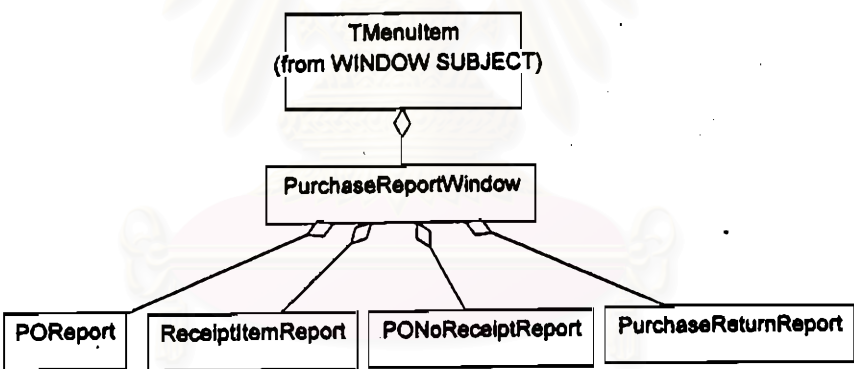 TMenuItem
(from WINDOW SUBJECT)
PurchaseReportWindow
POReport
ReceiptItemReport
PONoReceiptReport
PurchaseReturnReport